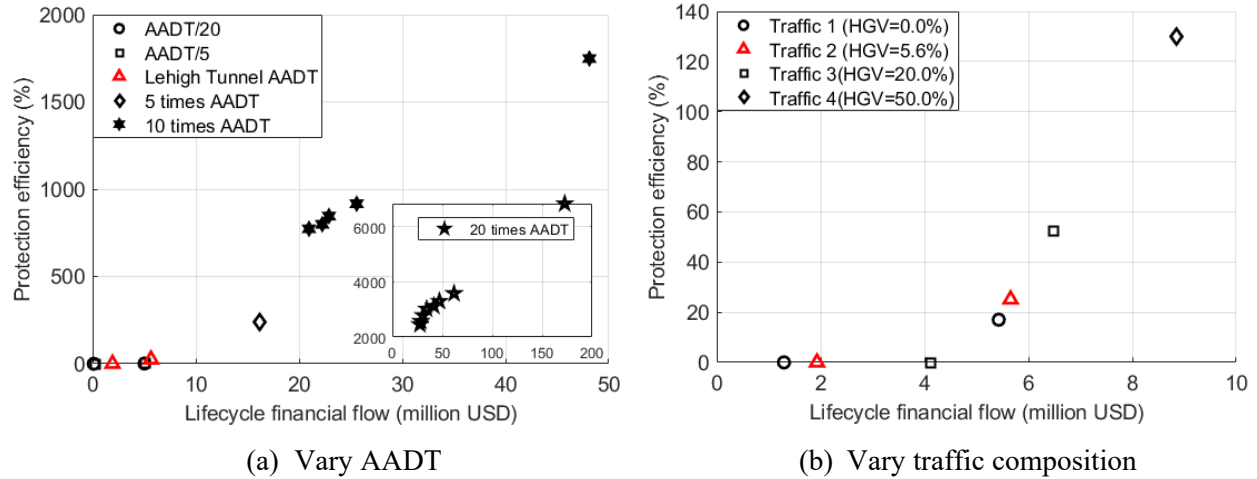 2000
1500
1000
500
0
Protection efficiency (%)
AADT/20
AADT/5
Lehigh Tunnel AADT
5 times AADT
10 times AADT
6000
4000
2000
20 times AADT
0 50 100 150 200
0 10 20 30 40 50
Lifecycle financial flow (million USD)
(a) Vary AADT
140
120
100
80
60
40
20
0
Protection efficiency (%)
Traffic 1 (HGV=0.0%)
Traffic 2 (HGV=5.6%)
Traffic 3(HGV=20.0%)
Traffic 4(HGV=50.0%)
0 2 4 6 8 10
Lifecycle financial flow (million USD)
(b) Vary traffic composition